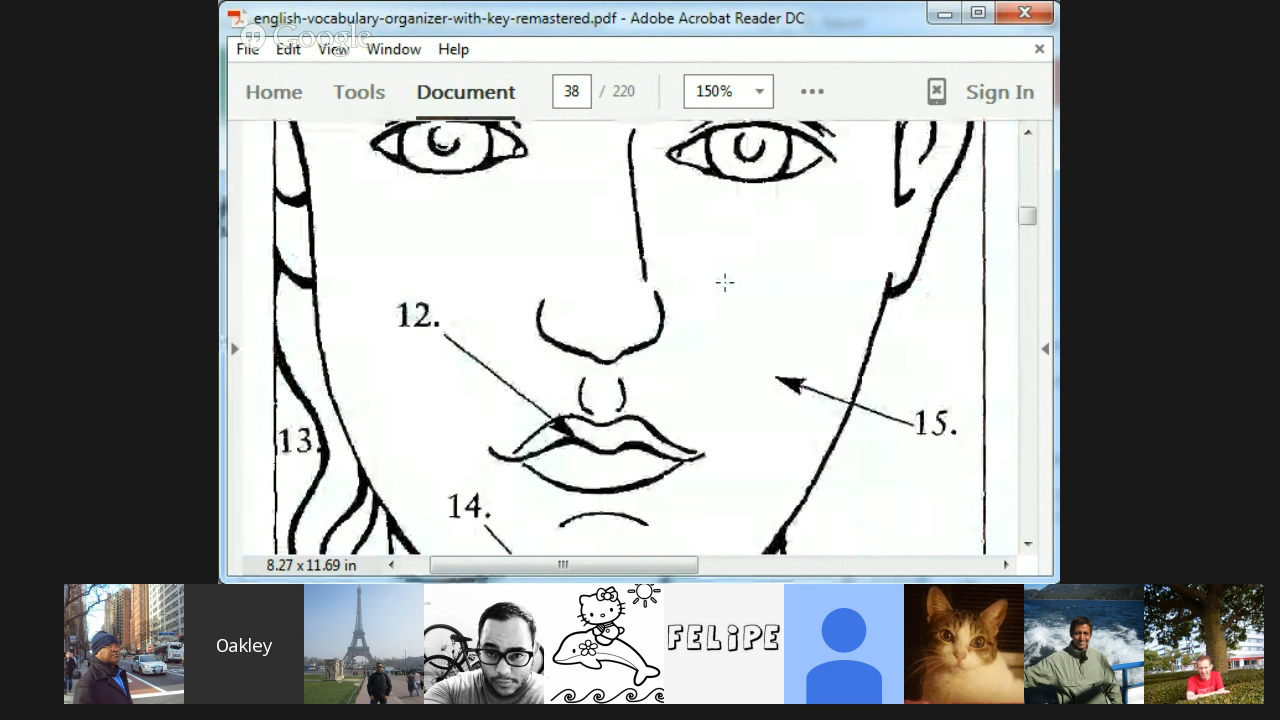 english-vocabulary-organizer-with-key-remastered.pdf - Adobe Acrobat Reader DC
Google
File Edit View Window Help
Home Tools Document 38 / 220 150% Sign In
12.
13.
15.
14.
8.27 x 11.69 in
Oakley
FELiPE